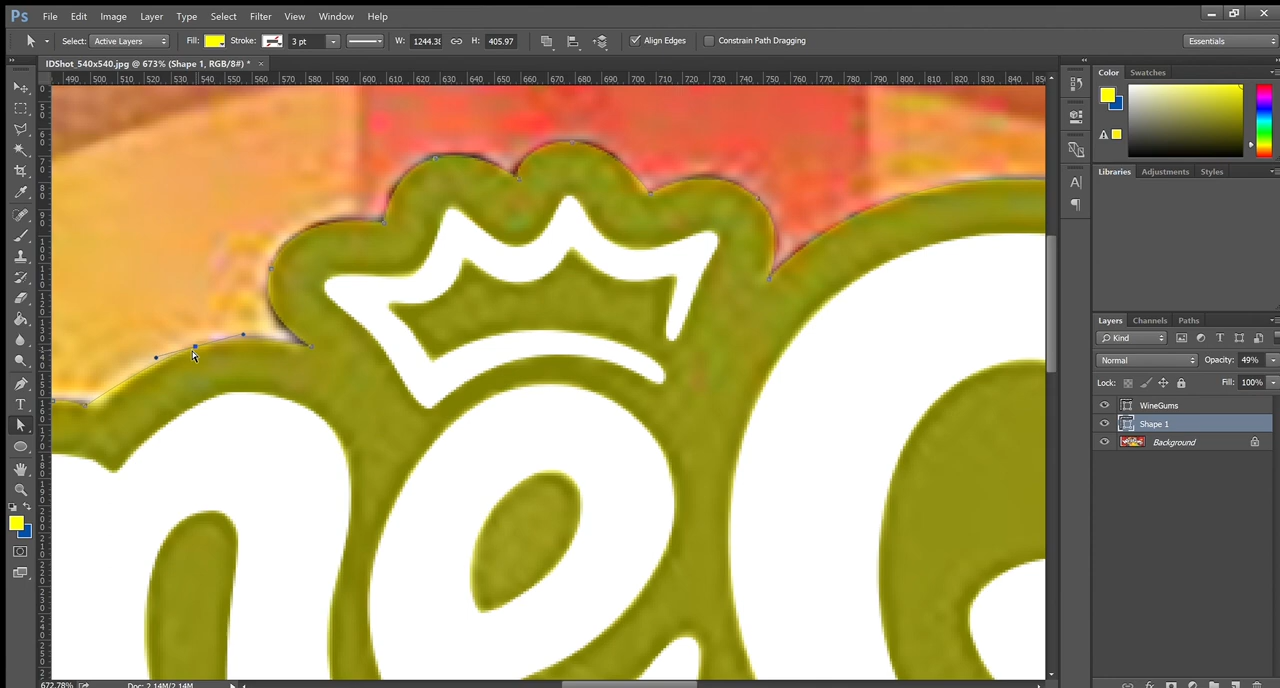 Ps File Edit Image Layer Type Select Filter View Window Help
Select: Active Layers Fill: Stroke: 3 pt W: 1244.38 H: 405.97 Align Edges Constrain Path Dragging Essentials
IDShot_540x540.jpg @ 673% (Shape 1, RGB/8#) * ×
490 500 510 520 530 540 550 560 570 580 590 600 610 620 630 640 650 660 670 680 690 700 710 720 730 740 750 760 770 780 790 800 810 820 830 840 850
Color Swatches
Libraries Adjustments Styles
Layers Channels Paths
Kind
Normal Opacity: 49%
Lock: Fill: 100%
WineGums
Shape 1
Background
ne
672.78% Doc: 2.14M/2.14M